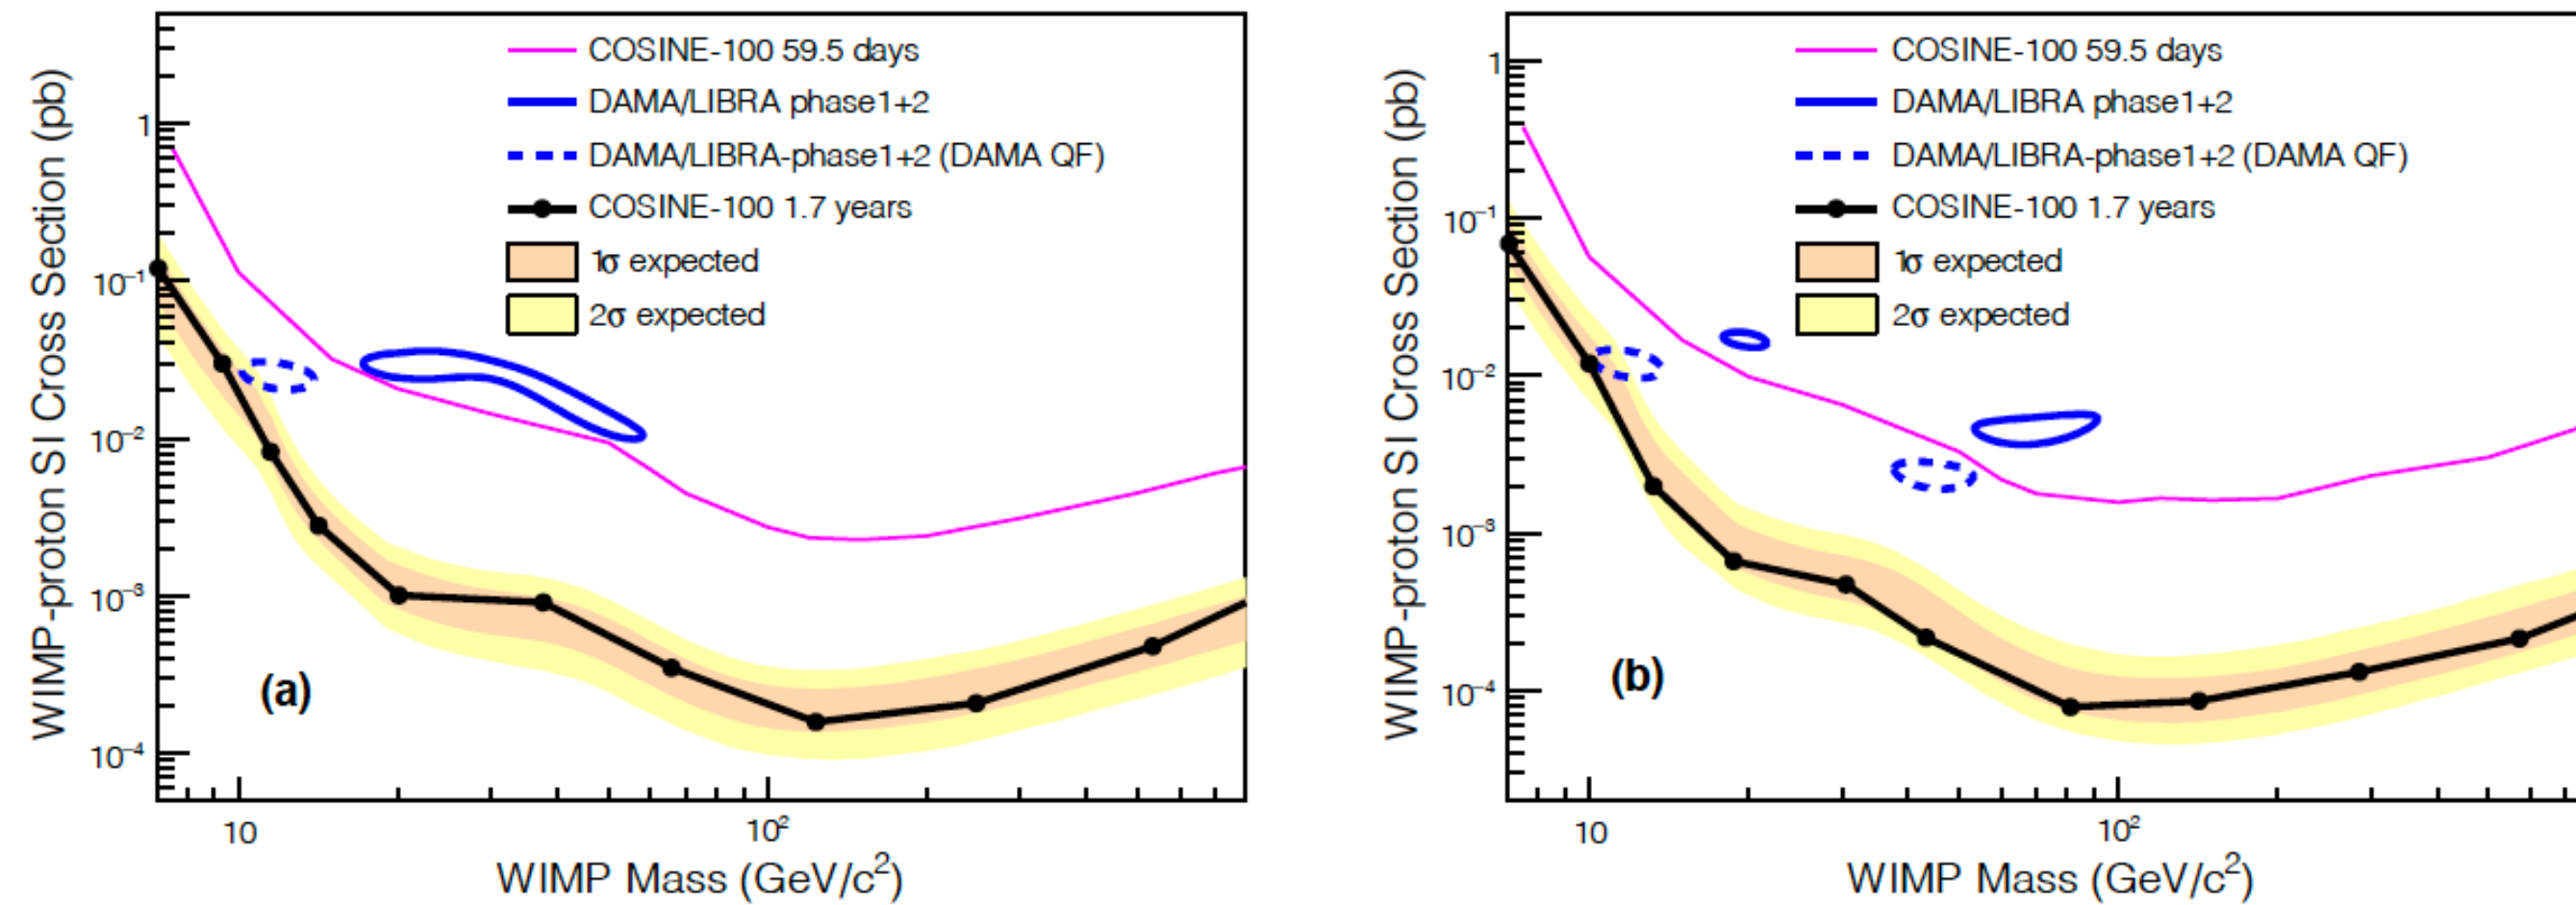 WIMP-proton SI Cross Section (pb)
1
10⁻¹
10⁻²
10⁻³
10⁻⁴
COSINE-100 59.5 days
DAMA/LIBRA phase1+2
DAMA/LIBRA-phase1+2 (DAMA QF)
COSINE-100 1.7 years
1σ expected
2σ expected
(a)
10
10²
WIMP Mass (GeV/c²)
WIMP-proton SI Cross Section (pb)
1
10⁻¹
10⁻²
10⁻³
10⁻⁴
COSINE-100 59.5 days
DAMA/LIBRA phase1+2
DAMA/LIBRA-phase1+2 (DAMA QF)
COSINE-100 1.7 years
1σ expected
2σ expected
(b)
10
10²
WIMP Mass (GeV/c²)